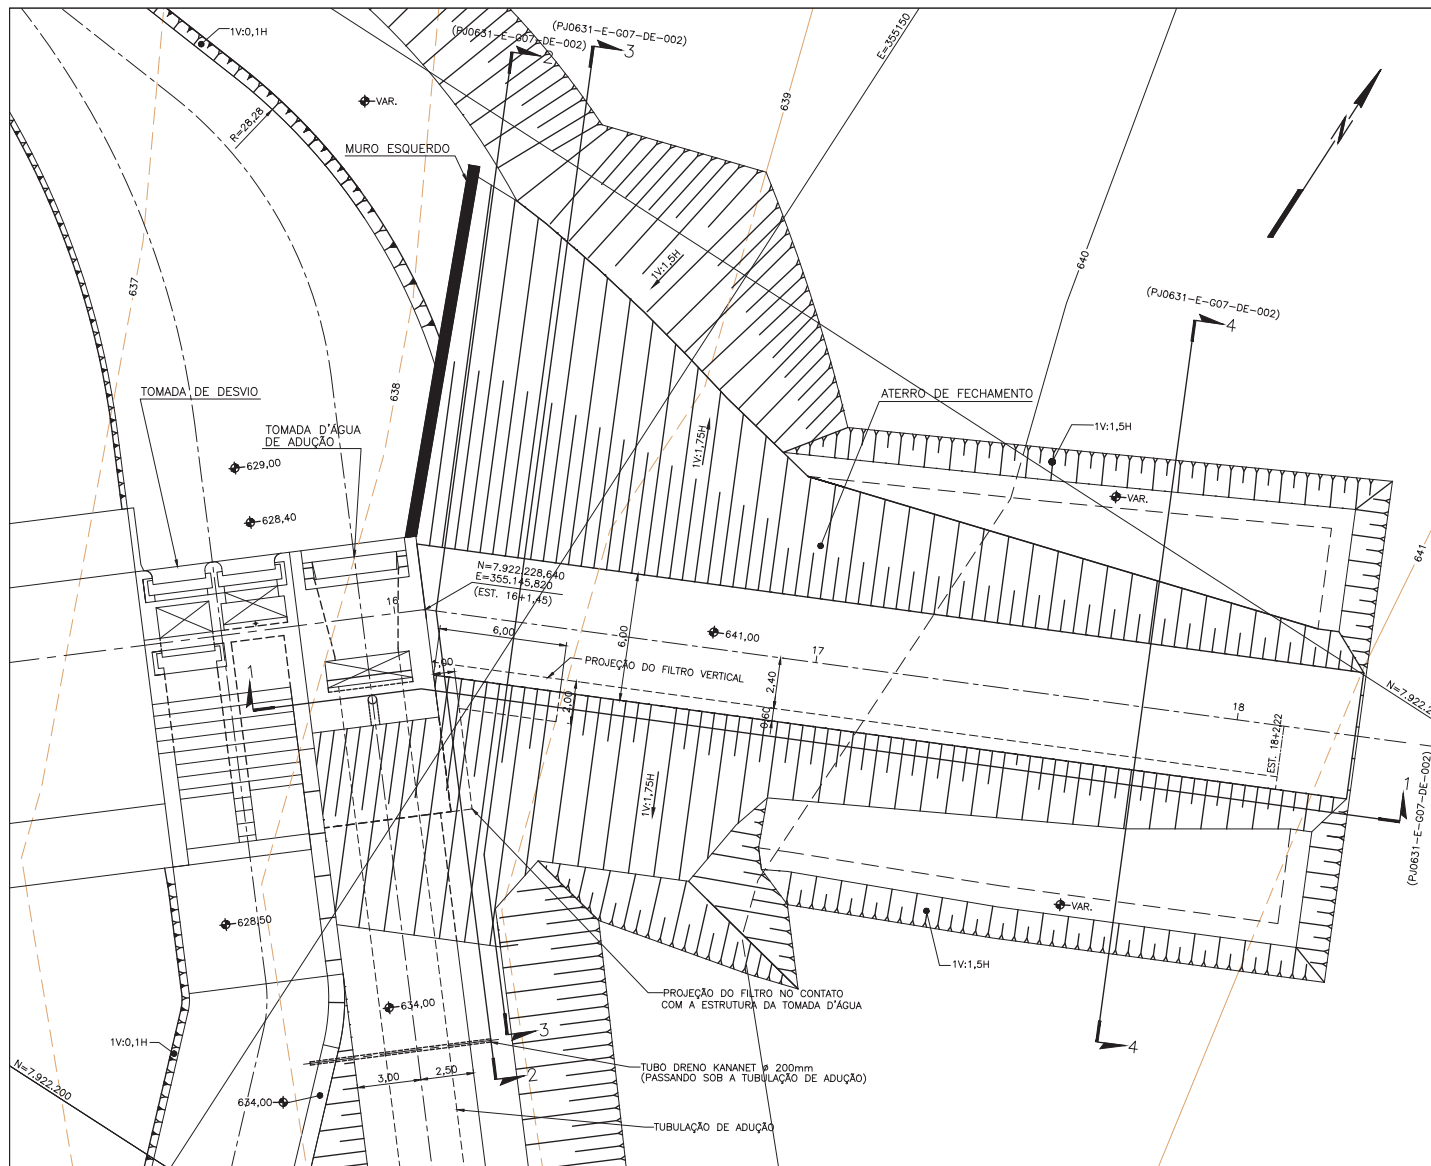 (PJ0631-E-G07-DE-002)
(PJ0631-E-G07-DE-002)
2
3
1V:0,1H
R=28,28
VAR.
MURO ESQUERDO
E=355150
639
N
637
638
1V:1,5H
640
(PJ0631-E-G07-DE-002)
4
TOMADA DE DESVIO
TOMADA D'ÁGUA
DE ADUÇÃO
629,00
628,40
1V:1,75H
ATERRO DE FECHAMENTO
1V:1,5H
VAR.
641
N=7.922.228,640
E=355.145,820
(EST. 16+1,45)
16
6,00
6,00
641,00
17
1,00
PROJEÇÃO DO FILTRO VERTICAL
2,00
2,40
0,60
18
EST. 18+2,22
N=7.922.2
1
1
(PJ0631-E-G07-DE-002)
1V:1,75H
628,50
VAR.
1V:1,5H
634,00
PROJEÇÃO DO FILTRO NO CONTATO
COM A ESTRUTURA DA TOMADA D'ÁGUA
3
4
1V:0,1H
N=7.922.200
TUBO DRENO KANANET ø 200mm
(PASSANDO SOB A TUBULAÇÃO DE ADUÇÃO)
2
3,00
2,50
634,00
TUBULAÇÃO DE ADUÇÃO